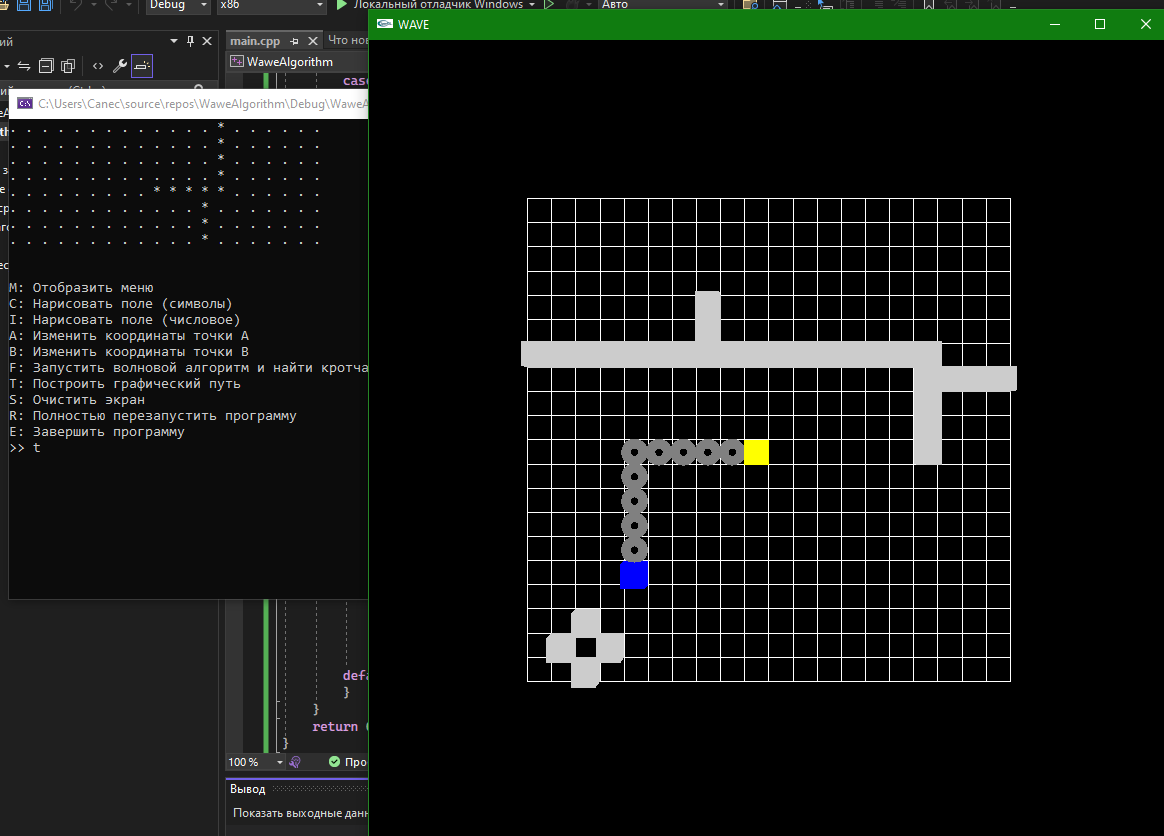 Debug x86 Локальный отладчик Windows Авто
WAVE
ий
main.cpp Что нов
WaweAlgorithm
case
C:\Users\Canec\source\repos\WaweAlgorithm\Debug\WaweA
. . . . . . . . . . . . . * . . . . . .
. . . . . . . . . . . . . * . . . . . .
. . . . . . . . . . . . . * . . . . . .
. . . . . . . . . . . . . * . . . . . .
. . . . . . . . . * * * * * . . . . . .
. . . . . . . . . . . . * . . . . . . .
. . . . . . . . . . . . * . . . . . . .
. . . . . . . . . . . . * . . . . . . .
M: Отобразить меню
C: Нарисовать поле (символы)
I: Нарисовать поле (числовое)
A: Изменить координаты точки A
B: Изменить координаты точки B
F: Запустить волновой алгоритм и найти кротча
T: Построить графический путь
S: Очистить экран
R: Полностью перезапустить программу
E: Завершить программу
>> t
defa
}
}
return
}
100 % Про
Вывод
Показать выходные данн